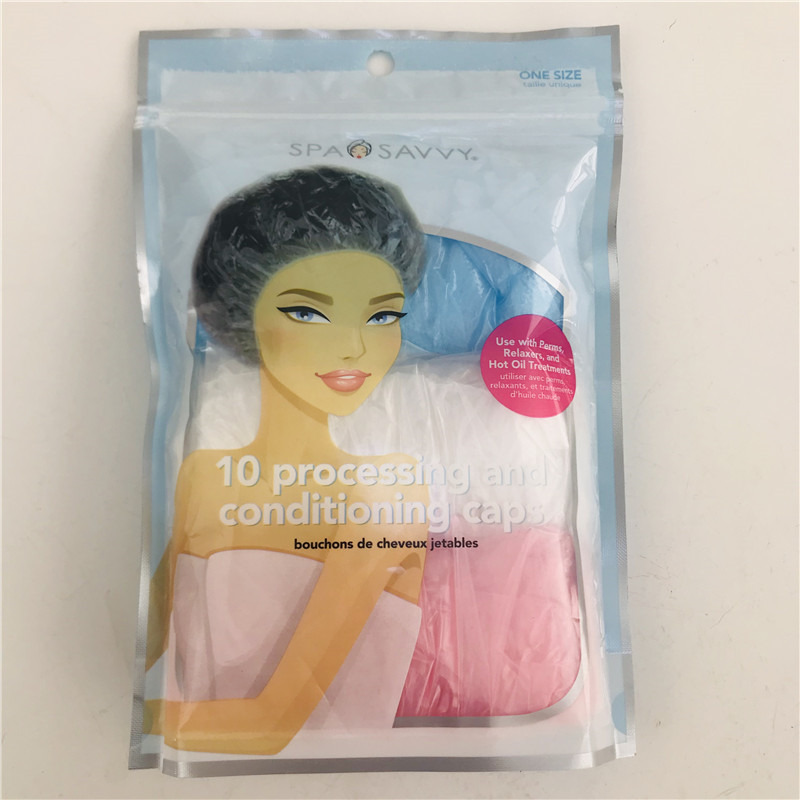 ONE SIZE
taille unique
SPA SAVVY®
Use with Perms,
Relaxers, and
Hot Oil Treatments
utiliser avec perms,
relaxants, et traitements
d'huile chaude
10 processing and
conditioning caps
bouchons de cheveux jetables